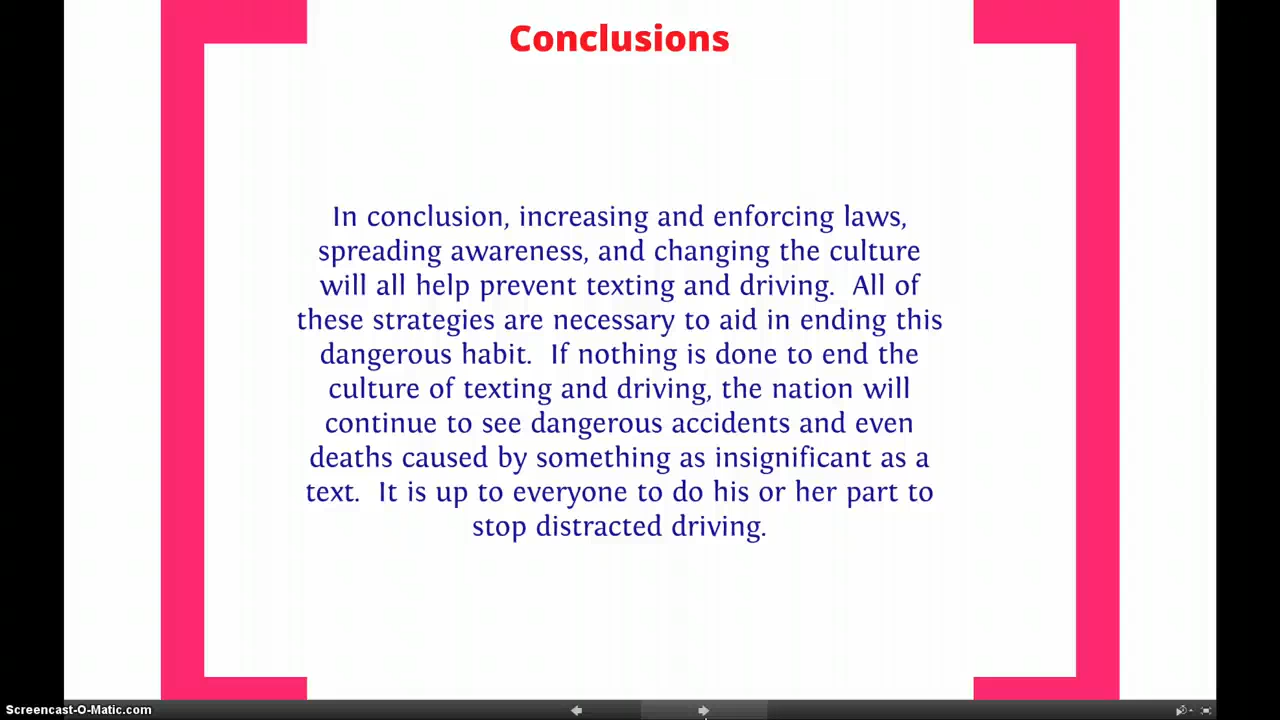 Conclusions
In conclusion, increasing and enforcing laws,
spreading awareness, and changing the culture
will all help prevent texting and driving.  All of
these strategies are necessary to aid in ending this
dangerous habit.  If nothing is done to end the
culture of texting and driving, the nation will
continue to see dangerous accidents and even
deaths caused by something as insignificant as a
text.  It is up to everyone to do his or her part to
stop distracted driving.
Screencast-O-Matic.com